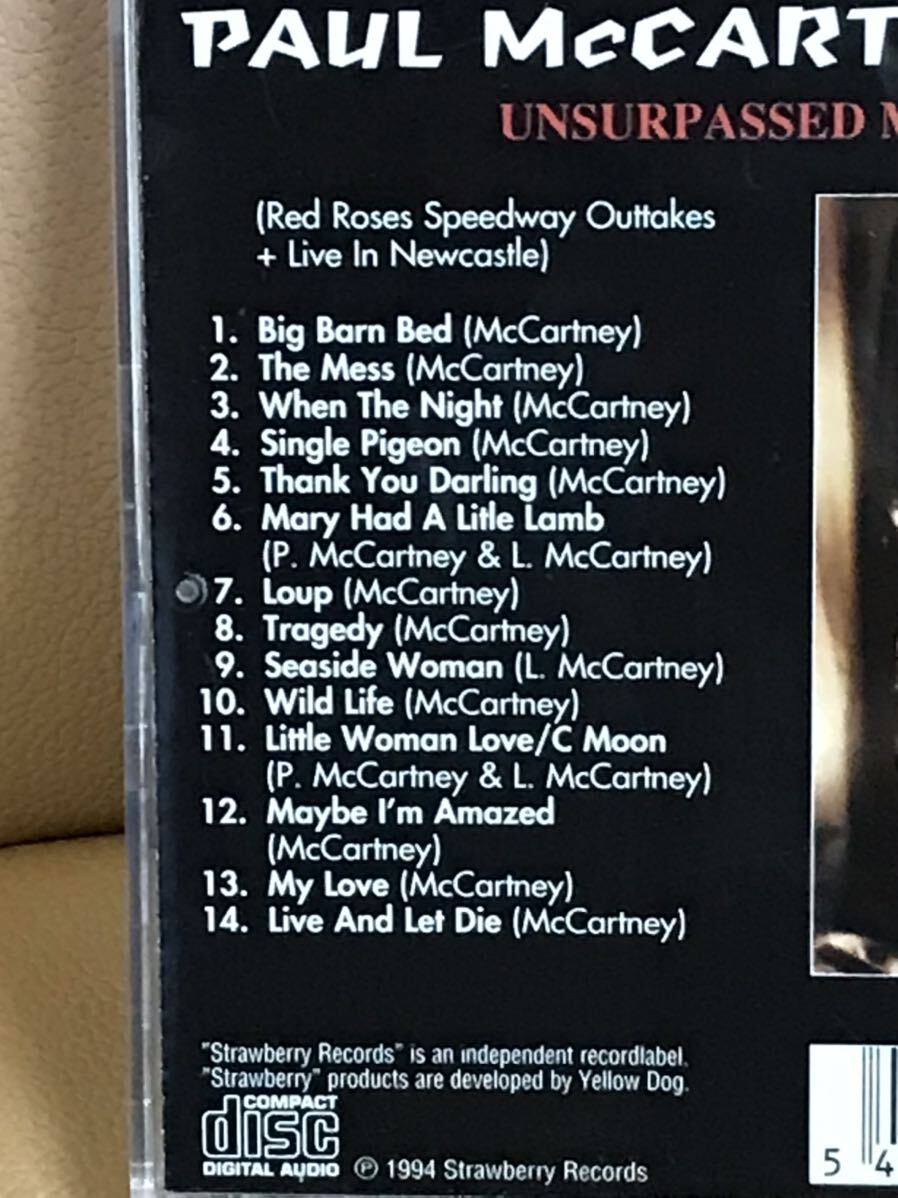 PAUL McCART
UNSURPASSED M
(Red Roses Speedway Outtakes
+ Live In Newcastle)
1. Big Barn Bed (McCartney)
2. The Mess (McCartney)
3. When The Night (McCartney)
4. Single Pigeon (McCartney)
5. Thank You Darling (McCartney)
6. Mary Had A Litle Lamb
(P. McCartney & L. McCartney)
7. Loup (McCartney)
8. Tragedy (McCartney)
9. Seaside Woman (L. McCartney)
10. Wild Life (McCartney)
11. Little Woman Love/C Moon
(P. McCartney & L. McCartney)
12. Maybe I'm Amazed
(McCartney)
13. My Love (McCartney)
14. Live And Let Die (McCartney)
"Strawberry Records" is an independent recordlabel.
"Strawberry" products are developed by Yellow Dog.
COMPACT
disc
DIGITAL AUDIO
℗ 1994 Strawberry Records
5 4